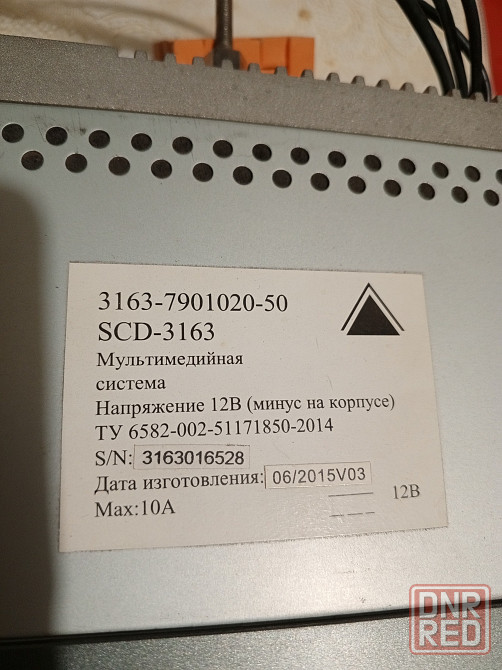 3163-7901020-50
SCD-3163
Мультимедийная
система
Напряжение 12В (минус на корпусе)
ТУ 6582-002-51171850-2014
S/N: 3163016528
Дата изготовления: 06/2015V03
Max:10A
12В
DNR
RED